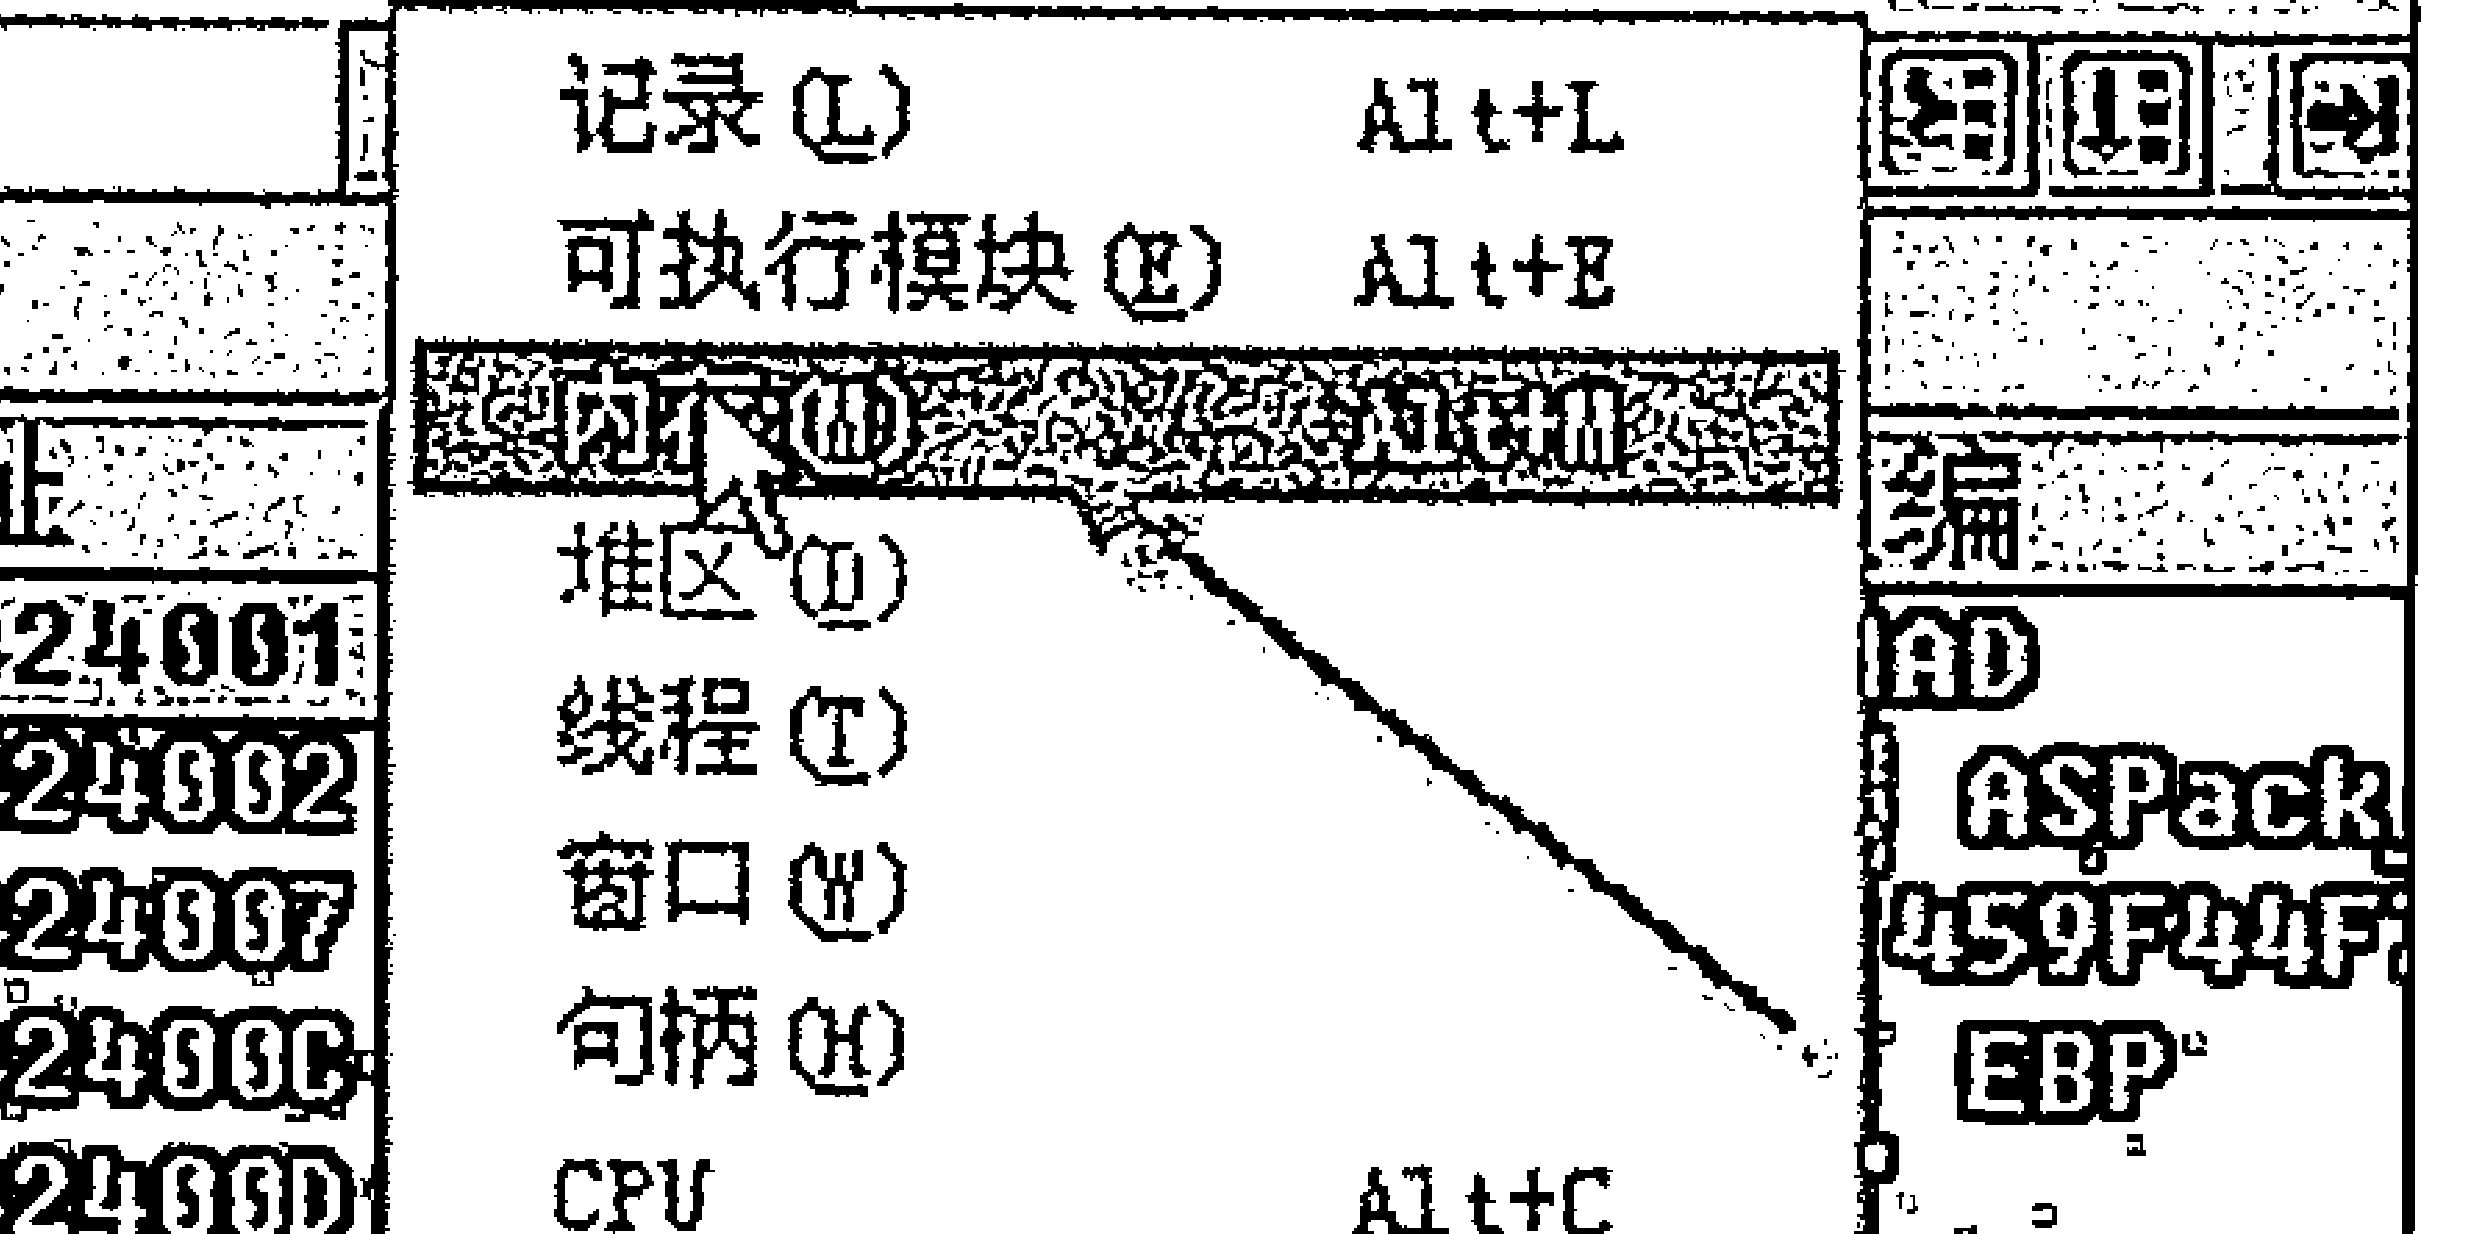 记录(L) Alt+L
可执行模块(E) Alt+E
内存(M) Alt+M
编
堆区(D)
24001 AD
线程(T)
24002 ASPack
窗口(W)
24007 459F44F
句柄(H)
2400C EBP
CPU Alt+C
2400D